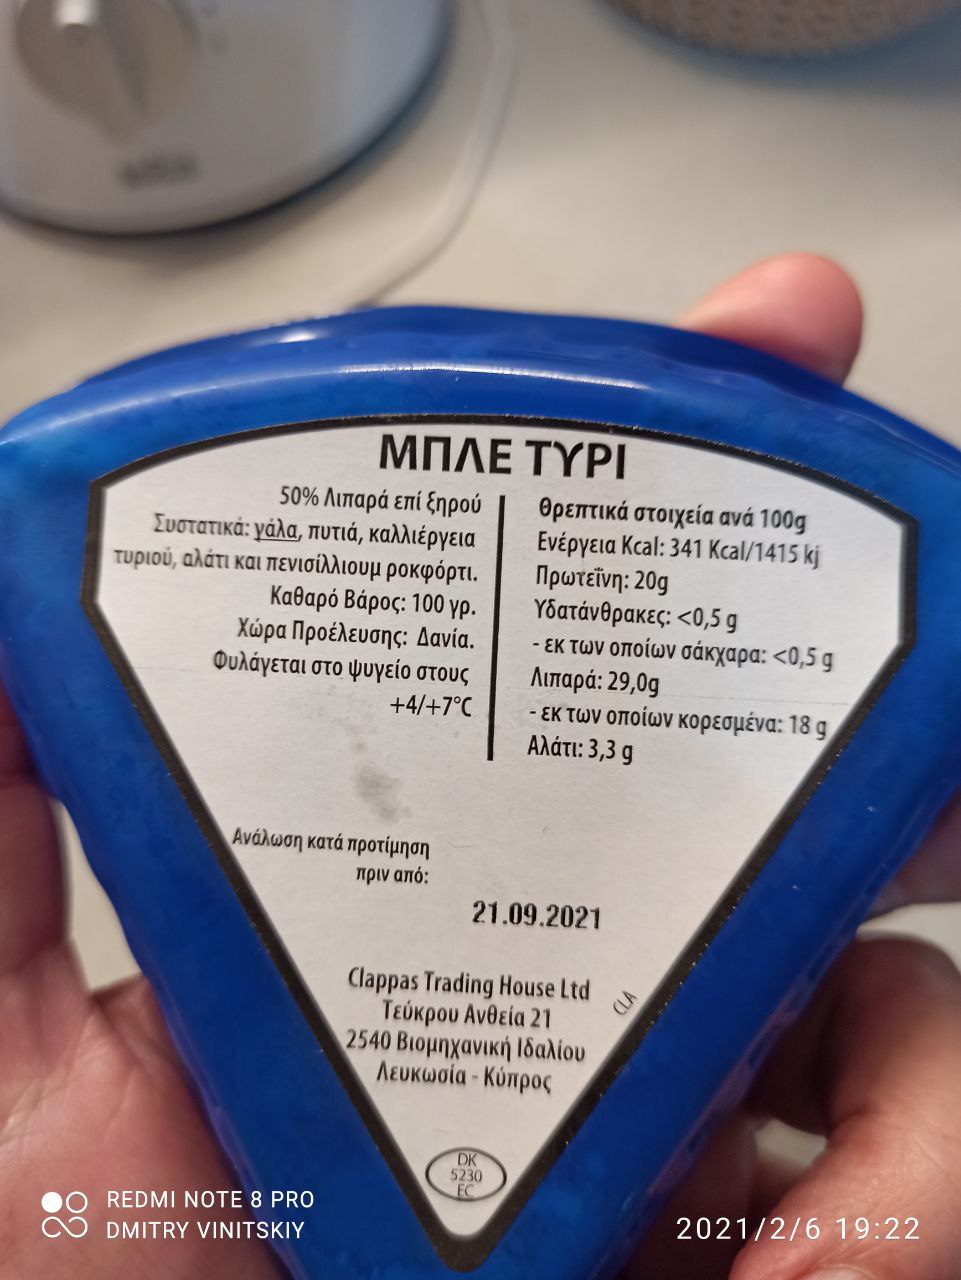 ΜΠΛΕ ΤΥΡΙ
50% Λιπαρά επί ξηρού
Συστατικά: γάλα, πυτιά, καλλιέργεια
τυριού, αλάτι και πενισίλλιουμ ροκφόρτι.
Καθαρό Βάρος: 100 γρ.
Χώρα Προέλευσης: Δανία.
Φυλάγεται στο ψυγείο στους
+4/+7°C
Θρεπτικά στοιχεία ανά 100g
Ενέργεια Kcal: 341 Kcal/1415 kj
Πρωτεΐνη: 20g
Υδατάνθρακες: <0,5 g
- εκ των οποίων σάκχαρα: <0,5 g
Λιπαρά: 29,0g
- εκ των οποίων κορεσμένα: 18 g
Αλάτι: 3,3 g
Ανάλωση κατά προτίμηση
πριν από:
21.09.2021
Clappas Trading House Ltd
Τεύκρου Ανθεία 21
2540 Βιομηχανική Ιδαλίου
Λευκωσία - Κύπρος
CLA
DK
5230
EC
REDMI NOTE 8 PRO
DMITRY VINITSKIY
2021/2/6 19:22